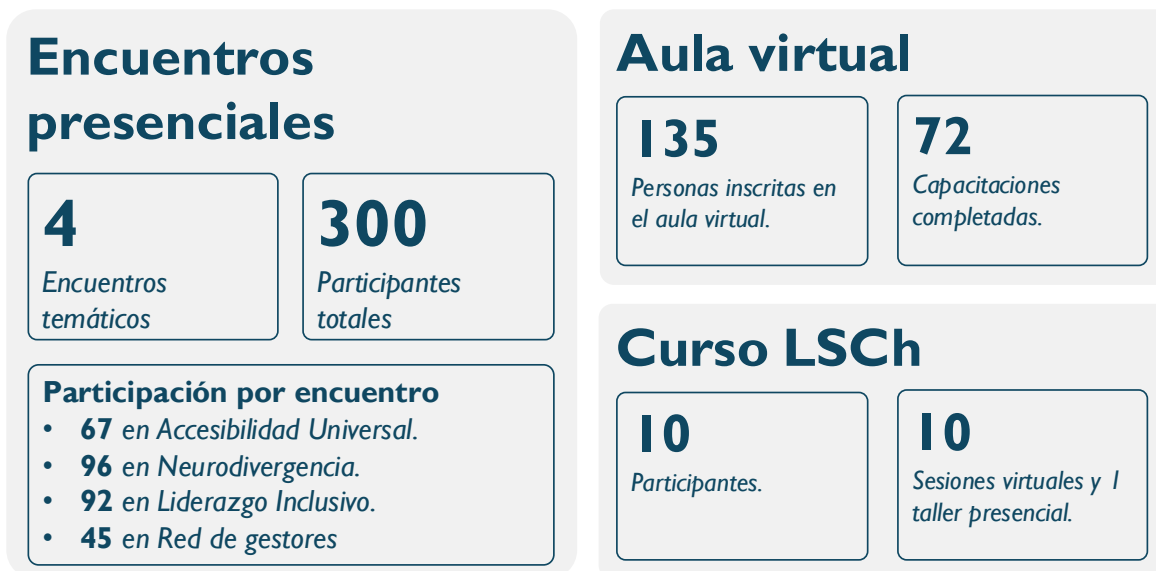 Encuentros
presenciales
4
Encuentros
temáticos
300
Participantes
totales
Participación por encuentro
• 67 en Accesibilidad Universal.
• 96 en Neurodivergencia.
• 92 en Liderazgo Inclusivo.
• 45 en Red de gestores
Aula virtual
135
Personas inscritas en
el aula virtual.
72
Capacitaciones
completadas.
Curso LSCh
10
Participantes.
10
Sesiones virtuales y 1
taller presencial.